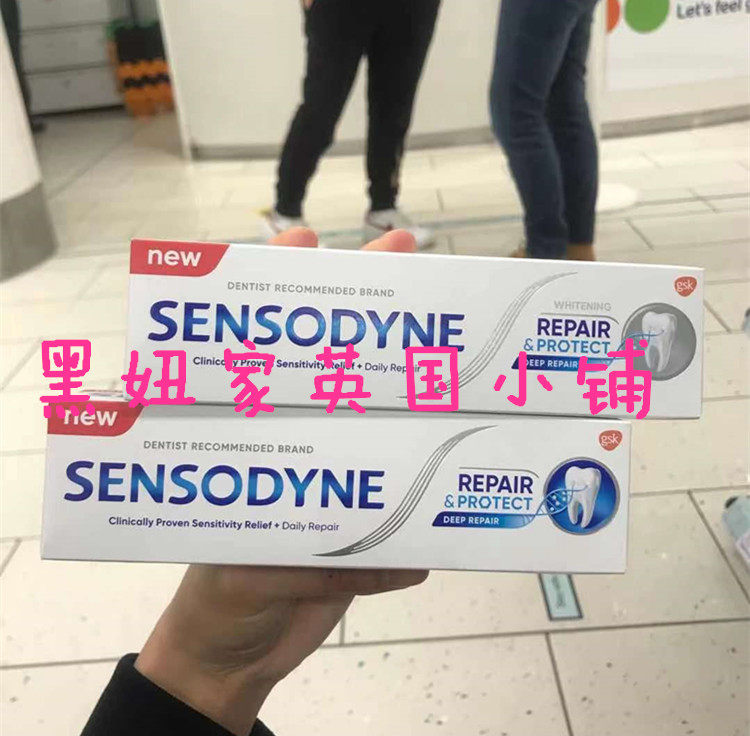 Let's feel
new
DENTIST RECOMMENDED BRAND
SENSODYNE
Clinically Proven Sensitivity Relief + Daily Repair
WHITENING
REPAIR
& PROTECT
DEEP REPAIR
gsk
黑妞家英国小铺
new
DENTIST RECOMMENDED BRAND
SENSODYNE
Clinically Proven Sensitivity Relief + Daily Repair
REPAIR
& PROTECT
DEEP REPAIR
gsk